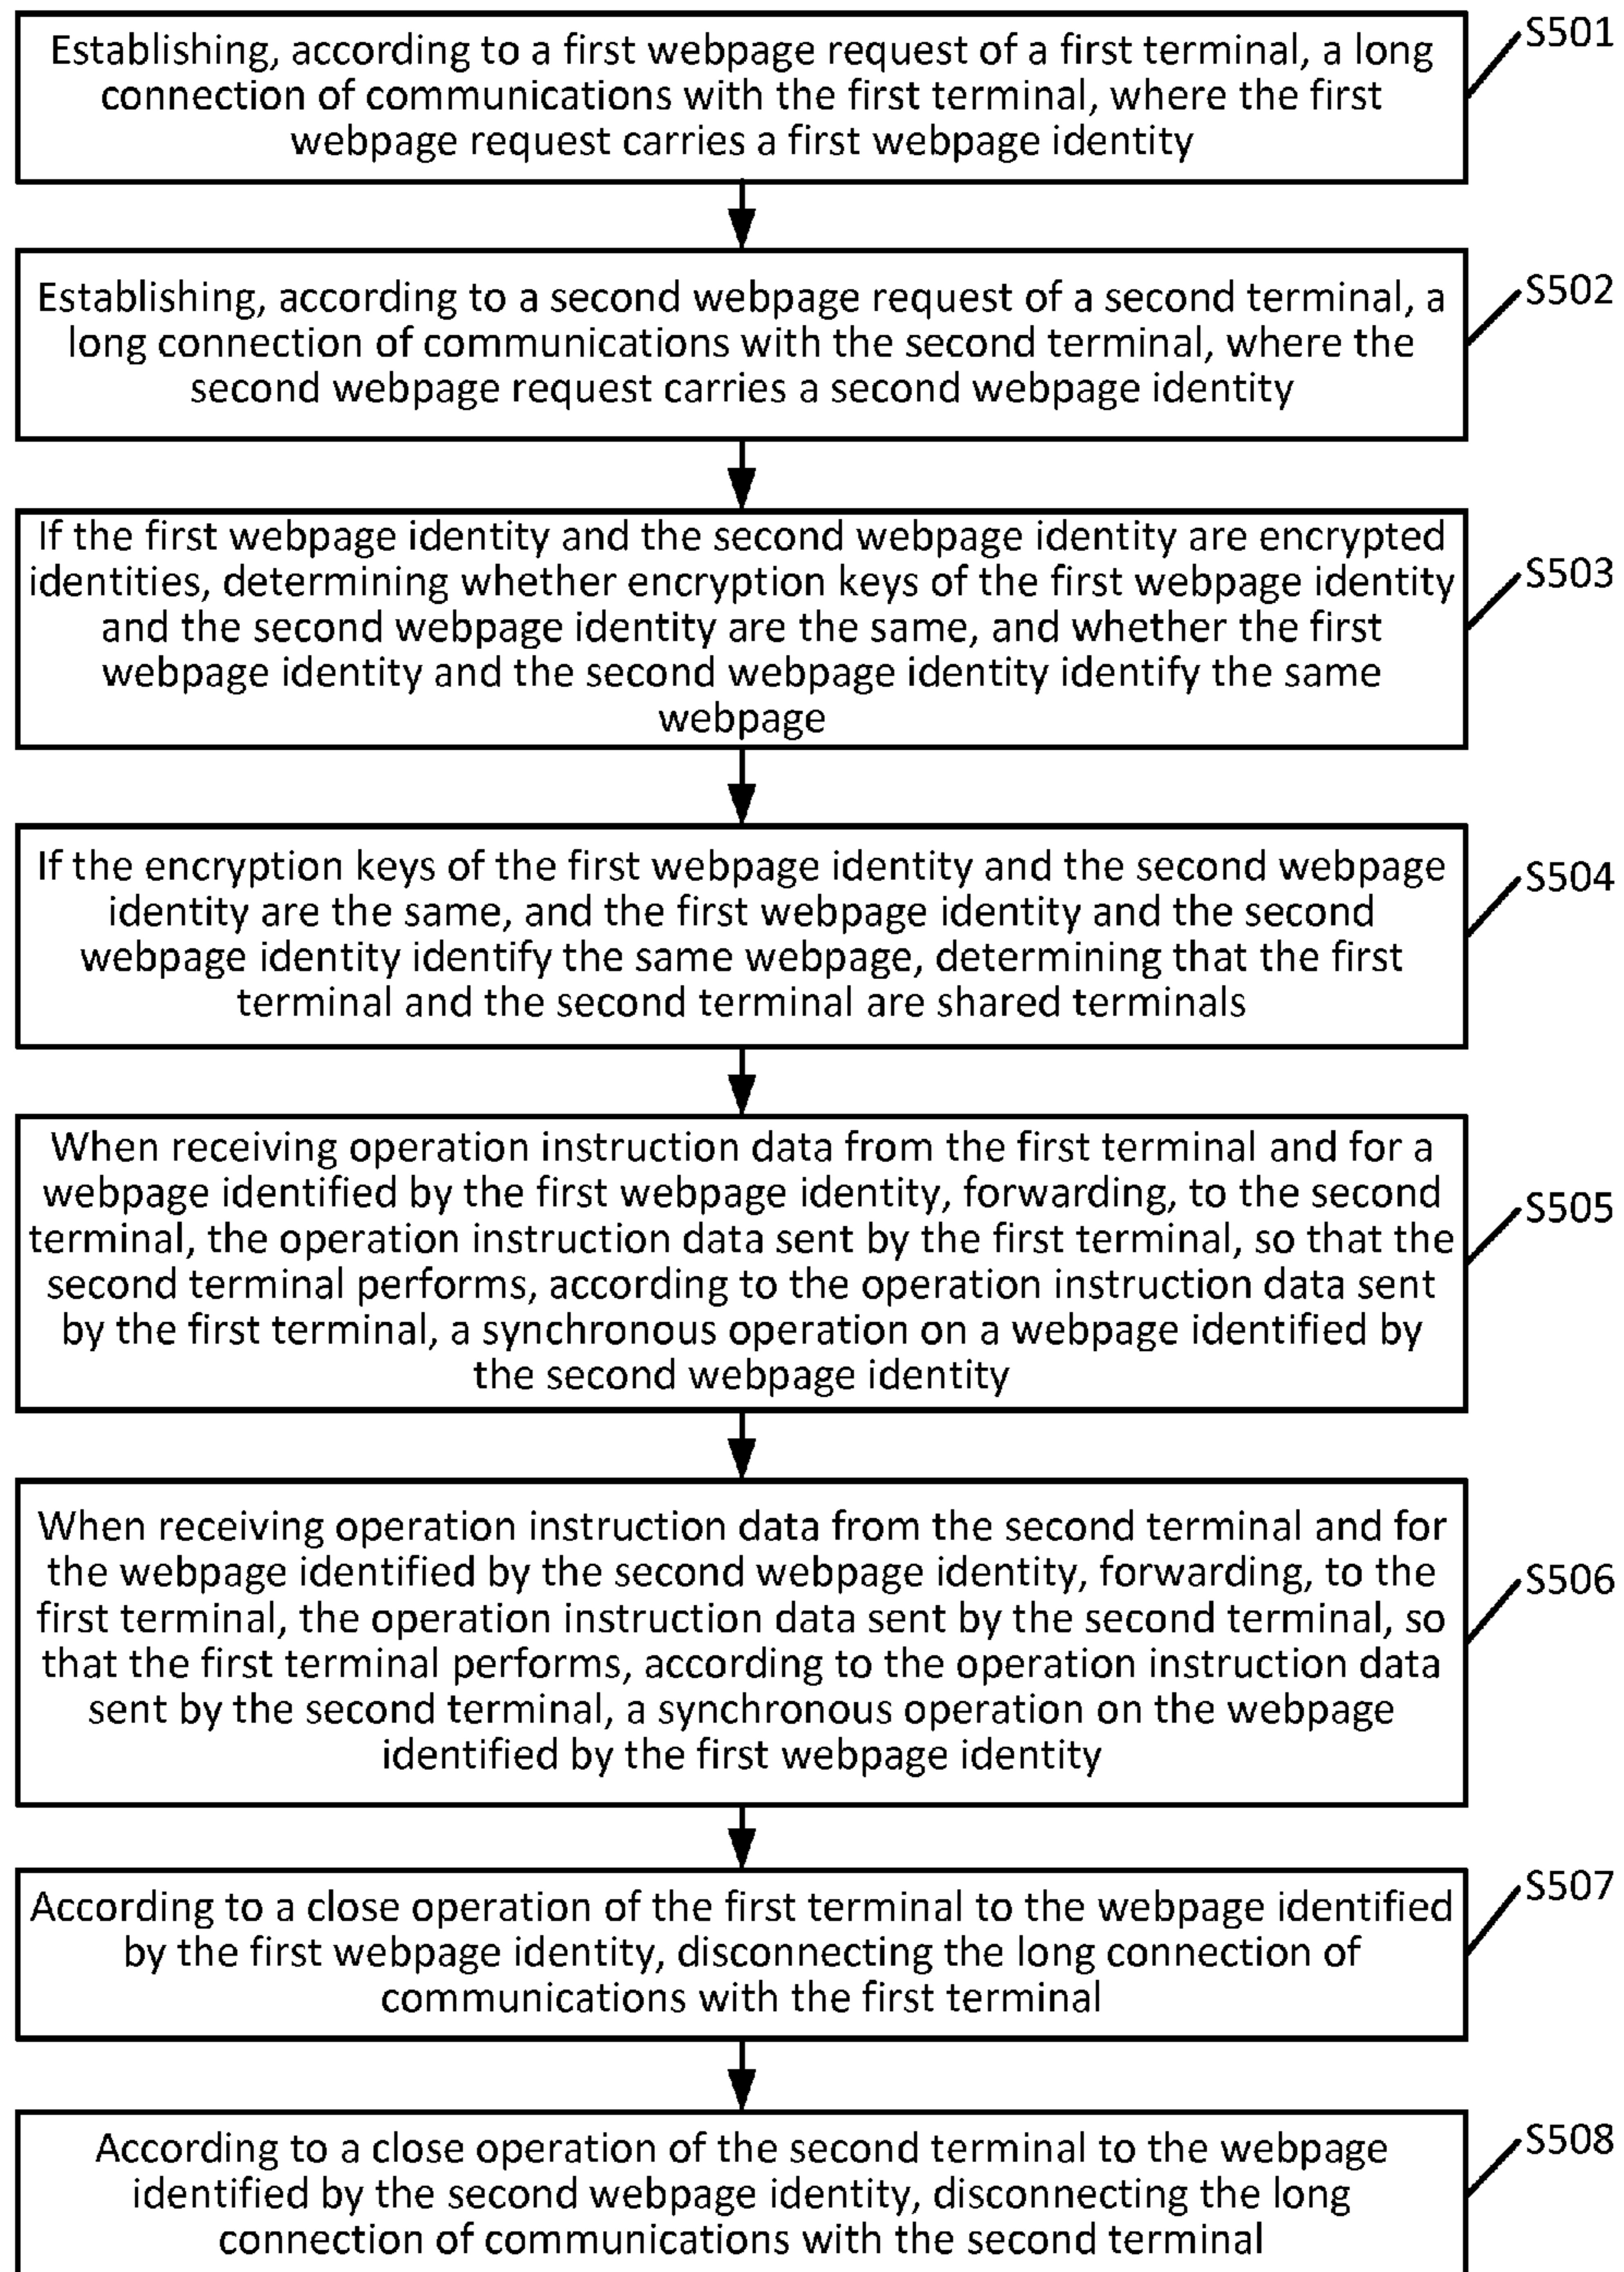 Establishing, according to a first webpage request of a first terminal, a long
connection of communications with the first terminal, where the first
webpage request carries a first webpage identity
S501
Establishing, according to a second webpage request of a second terminal, a
long connection of communications with the second terminal, where the
second webpage request carries a second webpage identity
S502
If the first webpage identity and the second webpage identity are encrypted
identities, determining whether encryption keys of the first webpage identity
and the second webpage identity are the same, and whether the first
webpage identity and the second webpage identity identify the same
webpage
S503
If the encryption keys of the first webpage identity and the second webpage
identity are the same, and the first webpage identity and the second
webpage identity identify the same webpage, determining that the first
terminal and the second terminal are shared terminals
S504
When receiving operation instruction data from the first terminal and for a
webpage identified by the first webpage identity, forwarding, to the second
terminal, the operation instruction data sent by the first terminal, so that the
second terminal performs, according to the operation instruction data sent
by the first terminal, a synchronous operation on a webpage identified by
the second webpage identity
S505
When receiving operation instruction data from the second terminal and for
the webpage identified by the second webpage identity, forwarding, to the
first terminal, the operation instruction data sent by the second terminal, so
that the first terminal performs, according to the operation instruction data
sent by the second terminal, a synchronous operation on the webpage
identified by the first webpage identity
S506
According to a close operation of the first terminal to the webpage identified
by the first webpage identity, disconnecting the long connection of
communications with the first terminal
S507
According to a close operation of the second terminal to the webpage
identified by the second webpage identity, disconnecting the long
connection of communications with the second terminal
S508